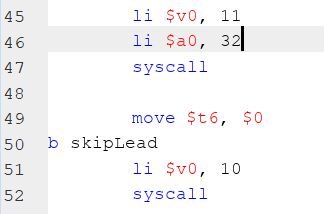 45 li $v0, 11
46 li $a0, 32
47 syscall
48
49 move $t6, $0
50 b skipLead
51 li $v0, 10
52 syscall